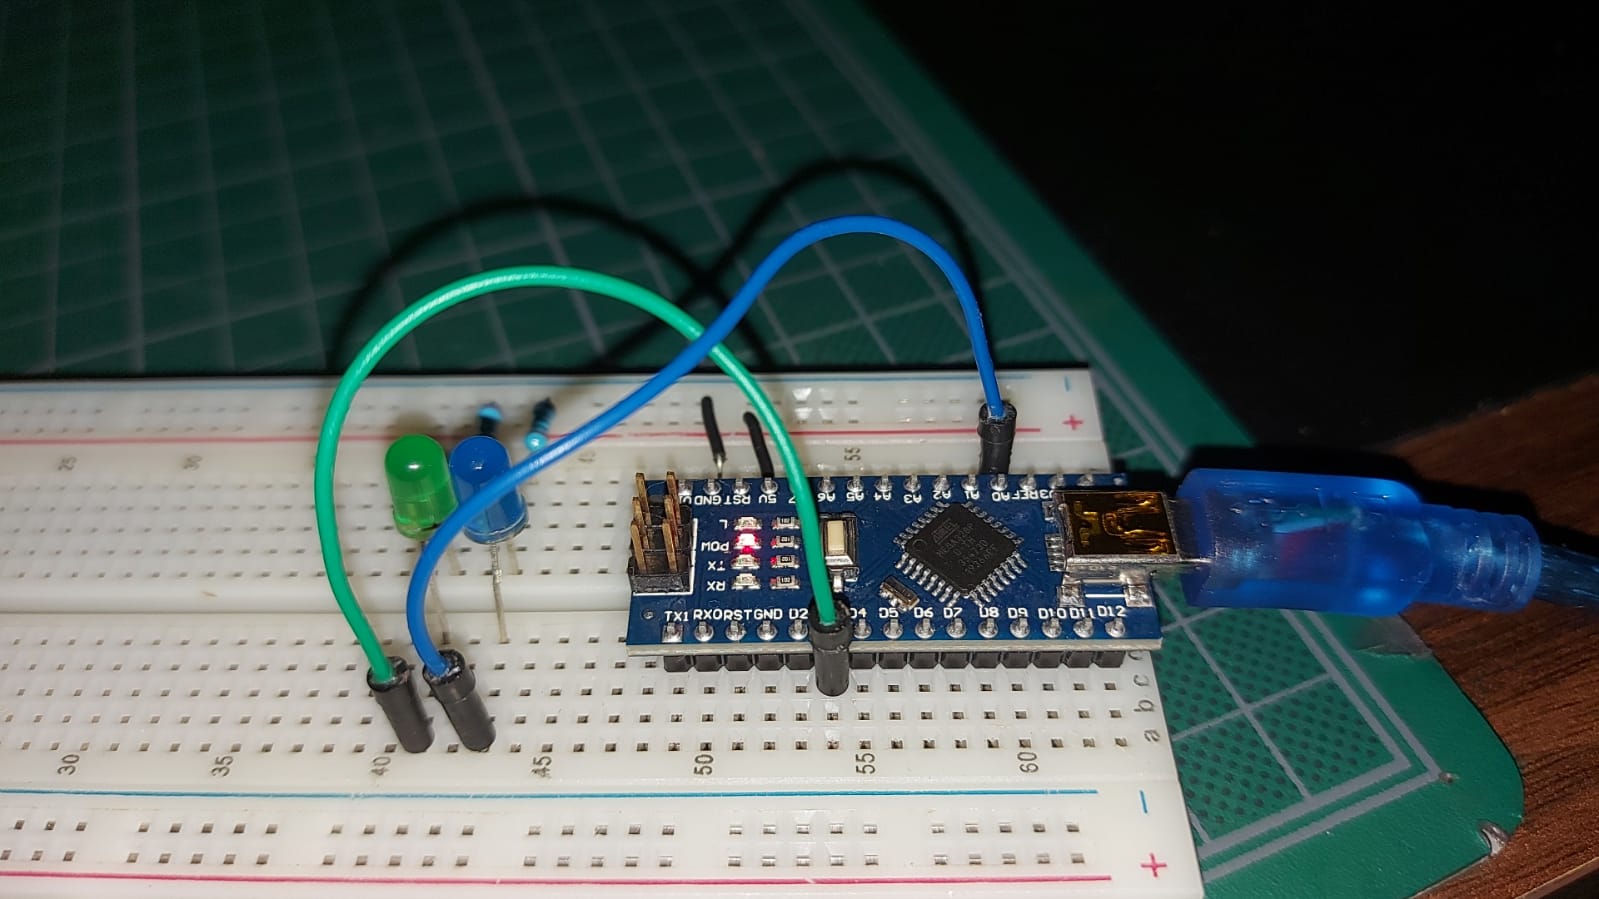 -
+
25
30
55
VIN GND RST 5V A7 A6 A5 A4 A3 A2 A1 A0 REF 3V3
L
POW
TX
RX
TX1 RX0 RST GND D2 D4 D5 D6 D7 D8 D9 D10 D11 D12
c
b
a
30
35
40
45
50
55
60
-
+